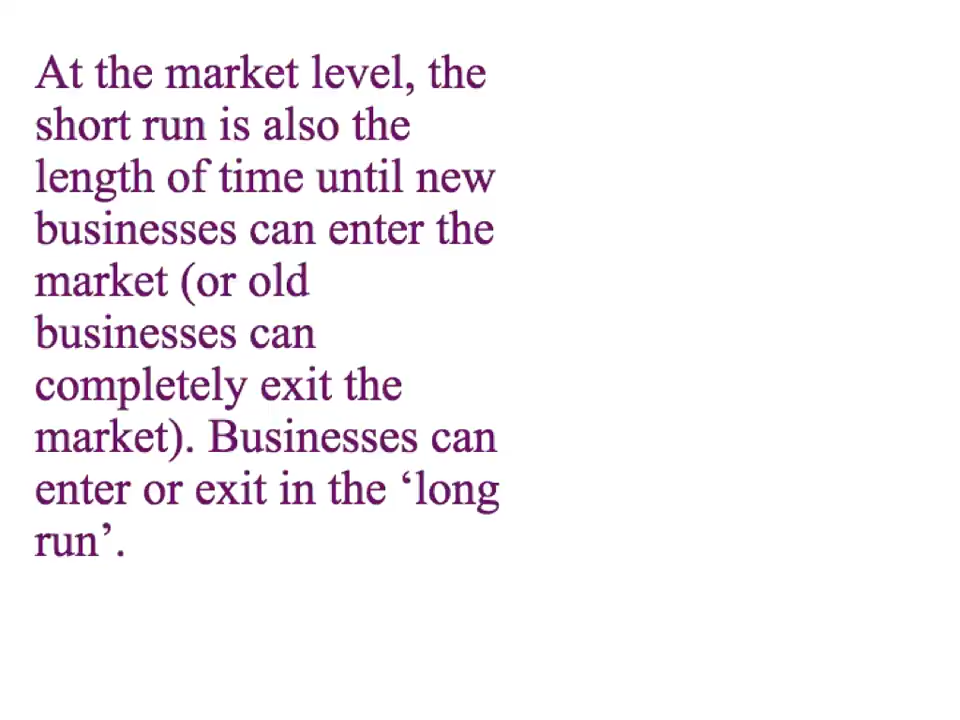 At the market level, the
short run is also the
length of time until new
businesses can enter the
market (or old
businesses can
completely exit the
market). Businesses can
enter or exit in the ‘long
run’.